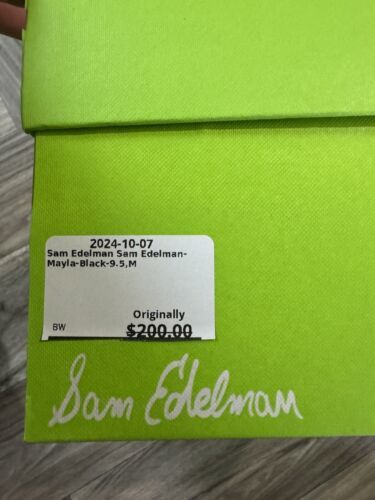 2024-10-07
Sam Edelman Sam Edelman-
Mayla-Black-9.5,M
Originally
BW $200.00
Sam Edelman